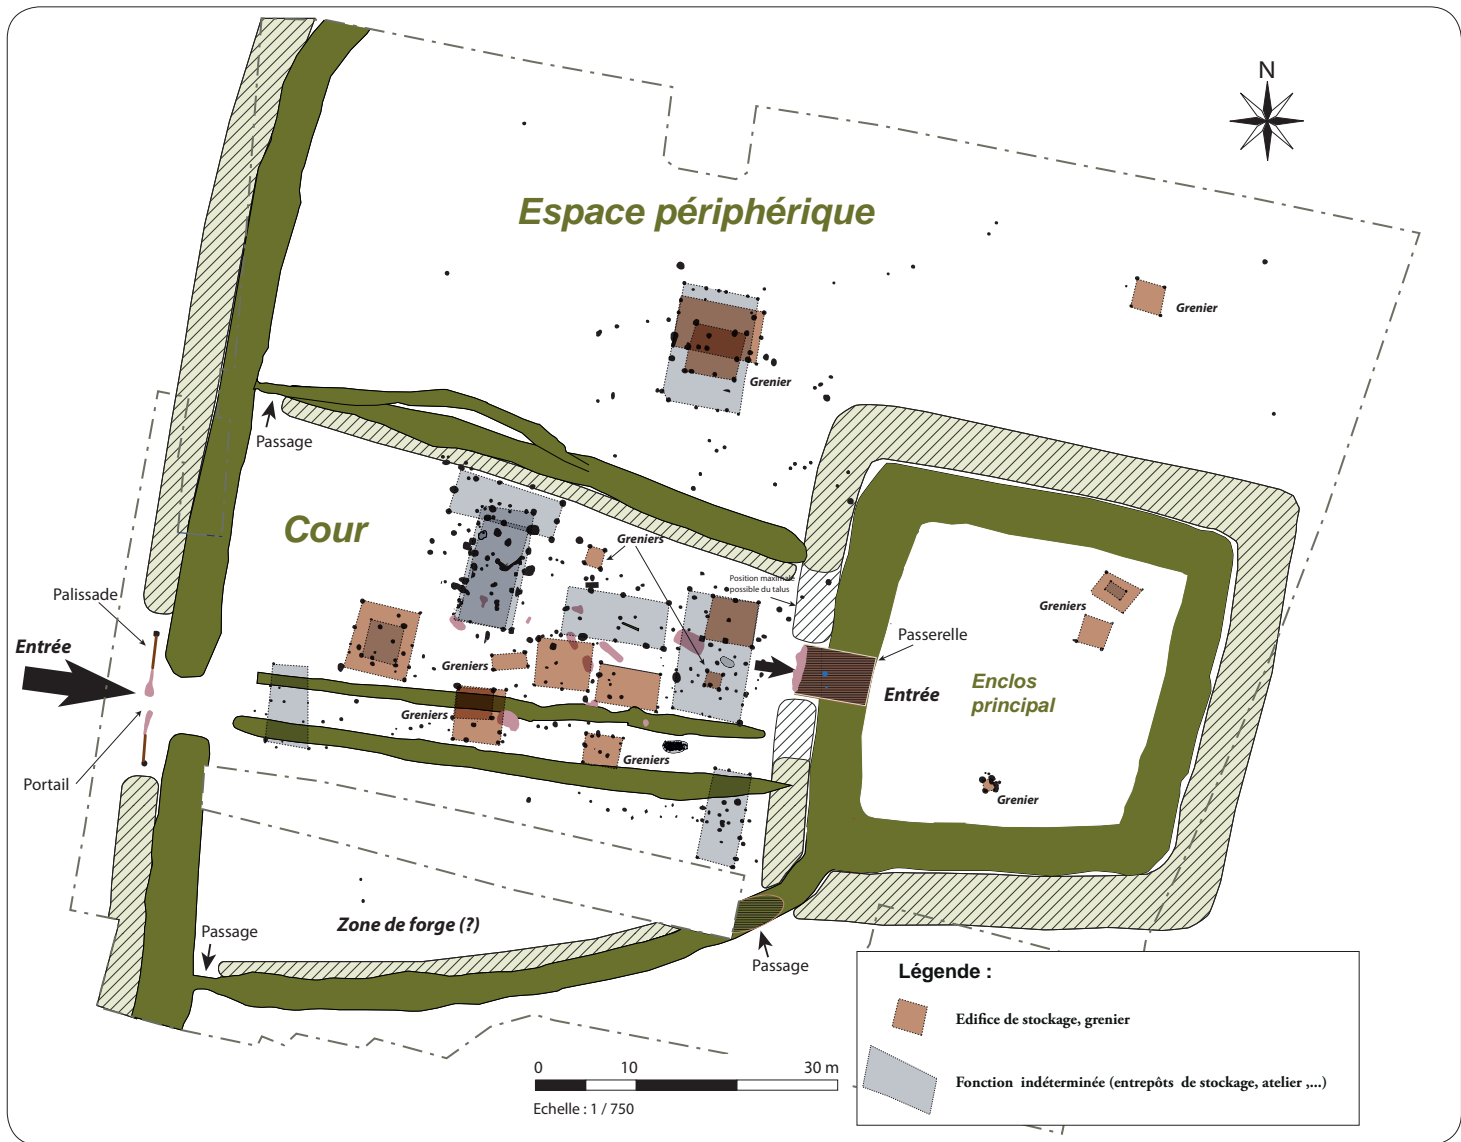 N
Espace périphérique
Grenier
Grenier
Passage
Cour
Greniers
Position maximale
possible du talus
Palissade
Greniers
Passerelle
Entrée
Greniers
Enclos
principal
Entrée
Greniers
Greniers
Portail
Grenier
Zone de forge (?)
Passage
Passage
Légende :
Edifice de stockage, grenier
Fonction indéterminée (entrepôts de stockage, atelier ,...)
0 10 30 m
Echelle : 1 / 750